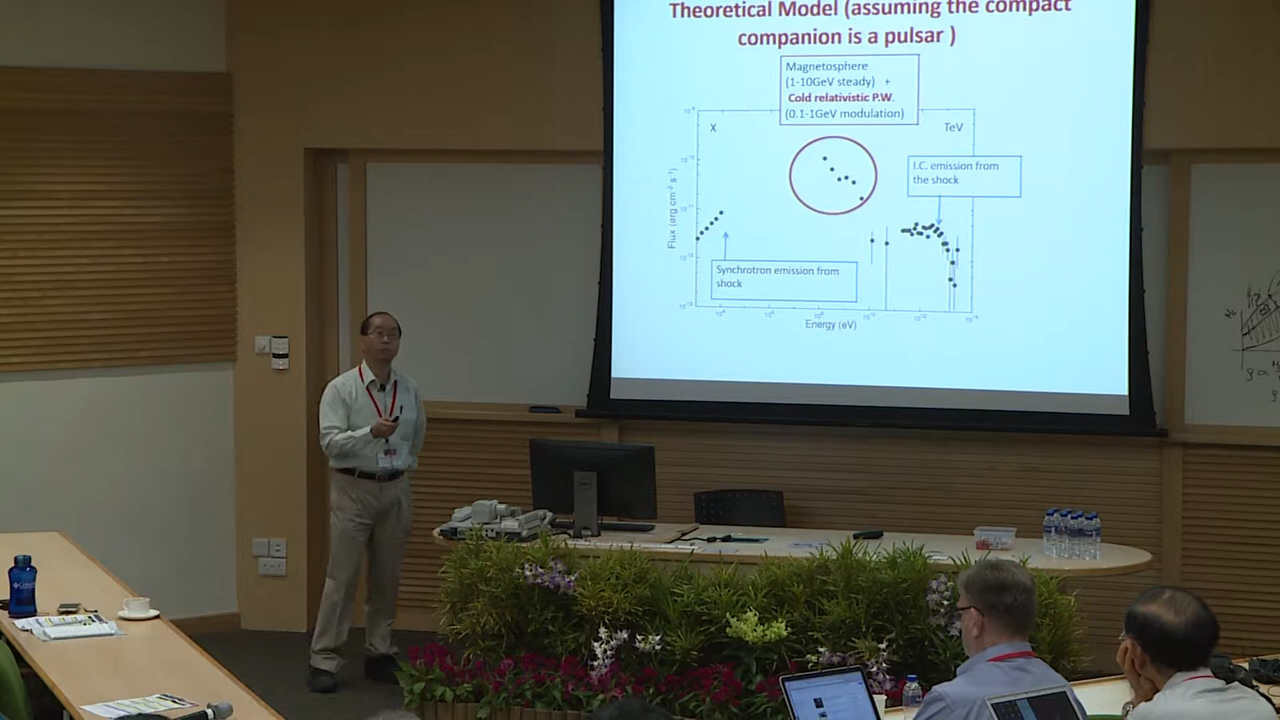 Theoretical Model (assuming the compact
companion is a pulsar )
Magnetosphere
(1-10GeV steady) +
Cold relativistic P.W.
(0.1-1GeV modulation)
X
TeV
I.C. emission from
the shock
Flux (erg cm⁻² s⁻¹)
Synchrotron emission from
shock
Energy (eV)